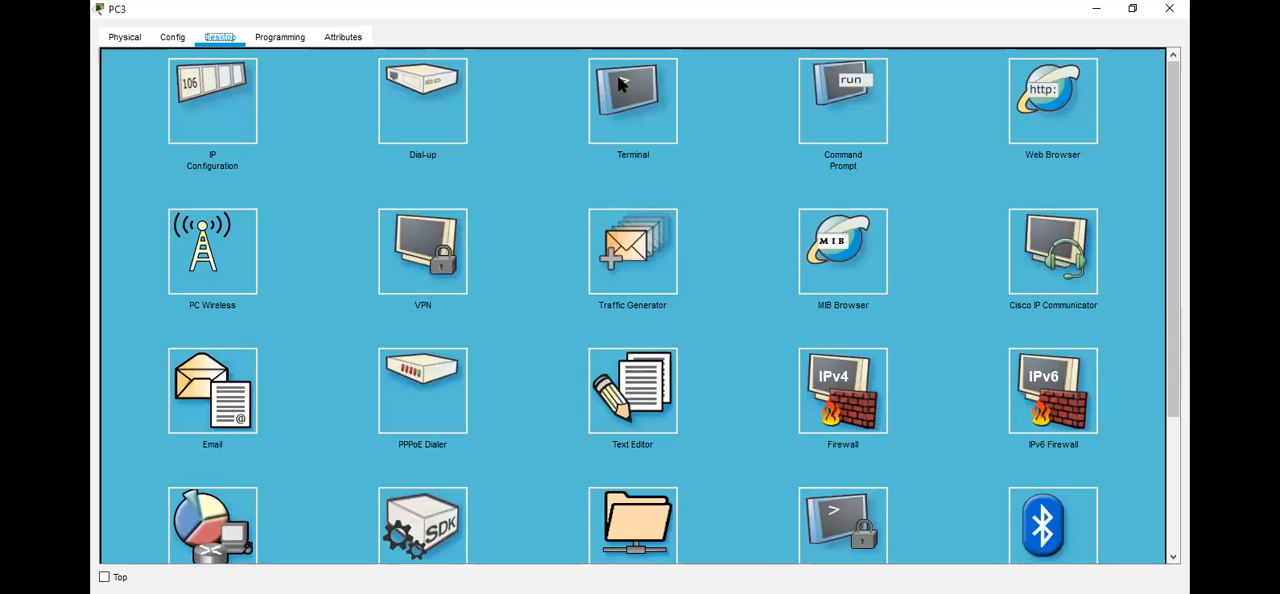 PC3
Physical Config Desktop Programming Attributes
106
run
http:
IP
Configuration
Dial-up
Terminal
Command
Prompt
Web Browser
MIB
PC Wireless
VPN
Traffic Generator
MIB Browser
Cisco IP Communicator
@
IPv4
IPv6
Email
PPPoE Dialer
Text Editor
Firewall
IPv6 Firewall
><
SDK
>
Top